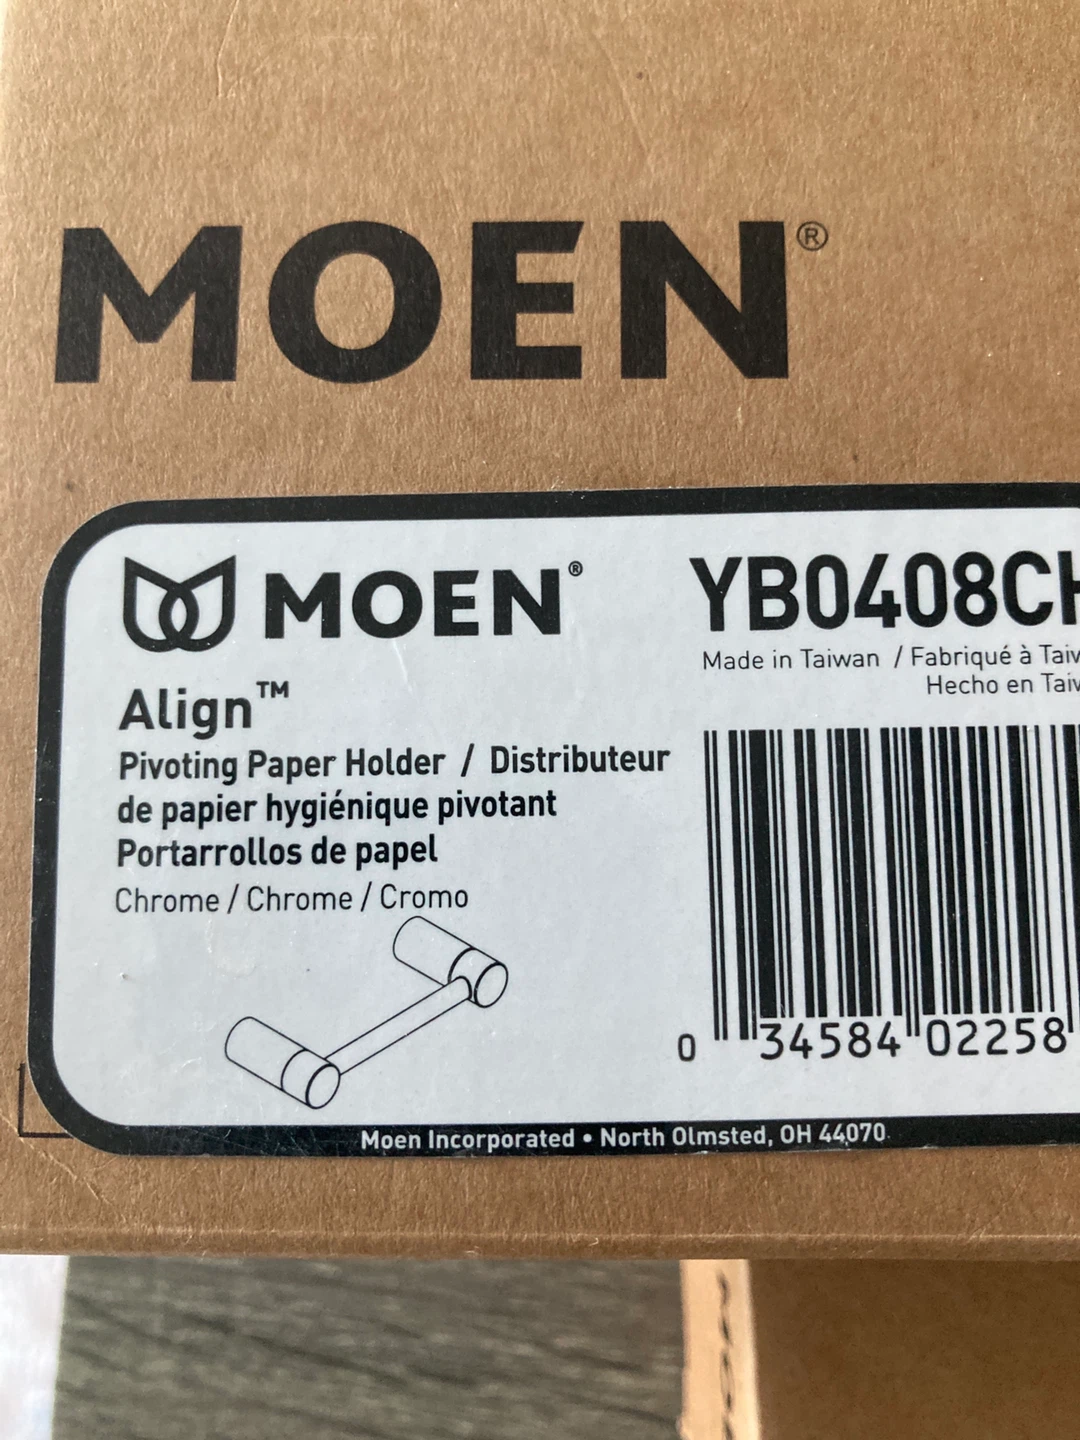 MOEN®
MOEN®
YB0408CH
Made in Taiwan / Fabriqué à Taiw
Hecho en Taiw
Align™
Pivoting Paper Holder / Distributeur
de papier hygiénique pivotant
Portarrollos de papel
Chrome / Chrome / Cromo
0 34584 02258
Moen Incorporated • North Olmsted, OH 44070